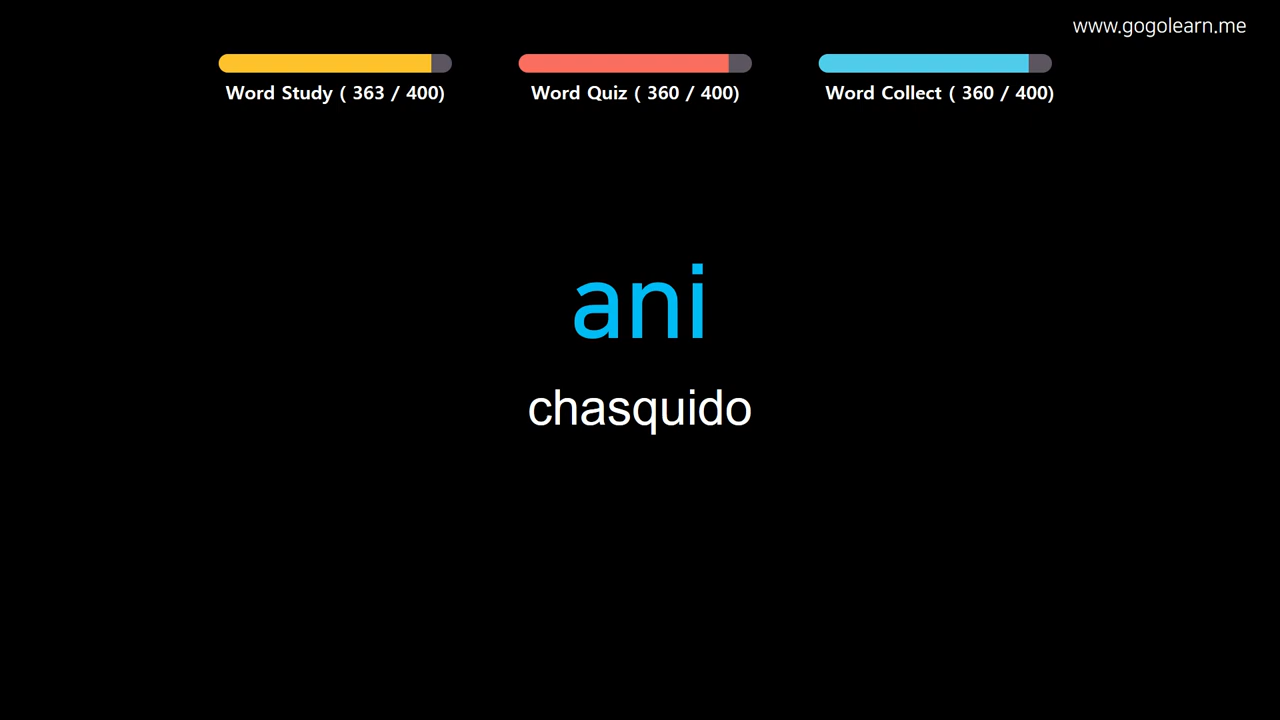 www.gogolearn.me
Word Study ( 363 / 400)
Word Quiz ( 360 / 400)
Word Collect ( 360 / 400)
ani
chasquido